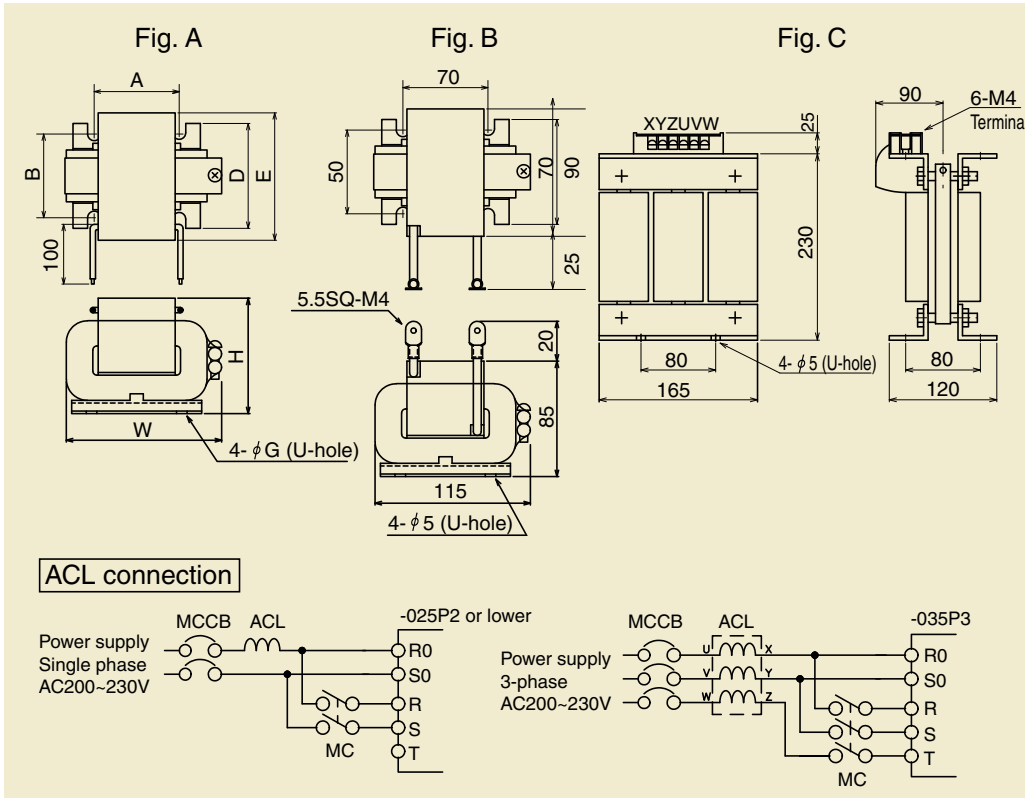 Fig. A
A
B
D
E
100
H
W
4-φG (U-hole)
Fig. B
70
50
70
90
25
5.5SQ-M4
20
85
115
4-φ5 (U-hole)
Fig. C
XYZUVW
25
230
80
165
4-φ5 (U-hole)
90
6-M4
Termina
80
120
ACL connection
MCCB ACL
-025P2 or lower
Power supply
Single phase
AC200~230V
R0
S0
R
S
T
MC
MCCB ACL
-035P3
Power supply
3-phase
AC200~230V
U X
V Y
W Z
R0
S0
R
S
T
MC